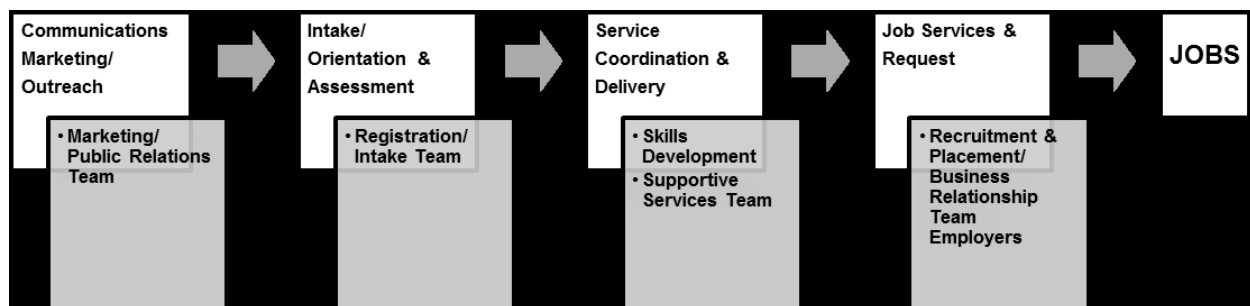 Communications
Marketing/
Outreach
• Marketing/
Public Relations
Team
Intake/
Orientation &
Assessment
• Registration/
Intake Team
Service
Coordination &
Delivery
• Skills
Development
• Supportive
Services Team
Job Services &
Request
• Recruitment &
Placement/
Business
Relationship
Team
Employers
JOBS